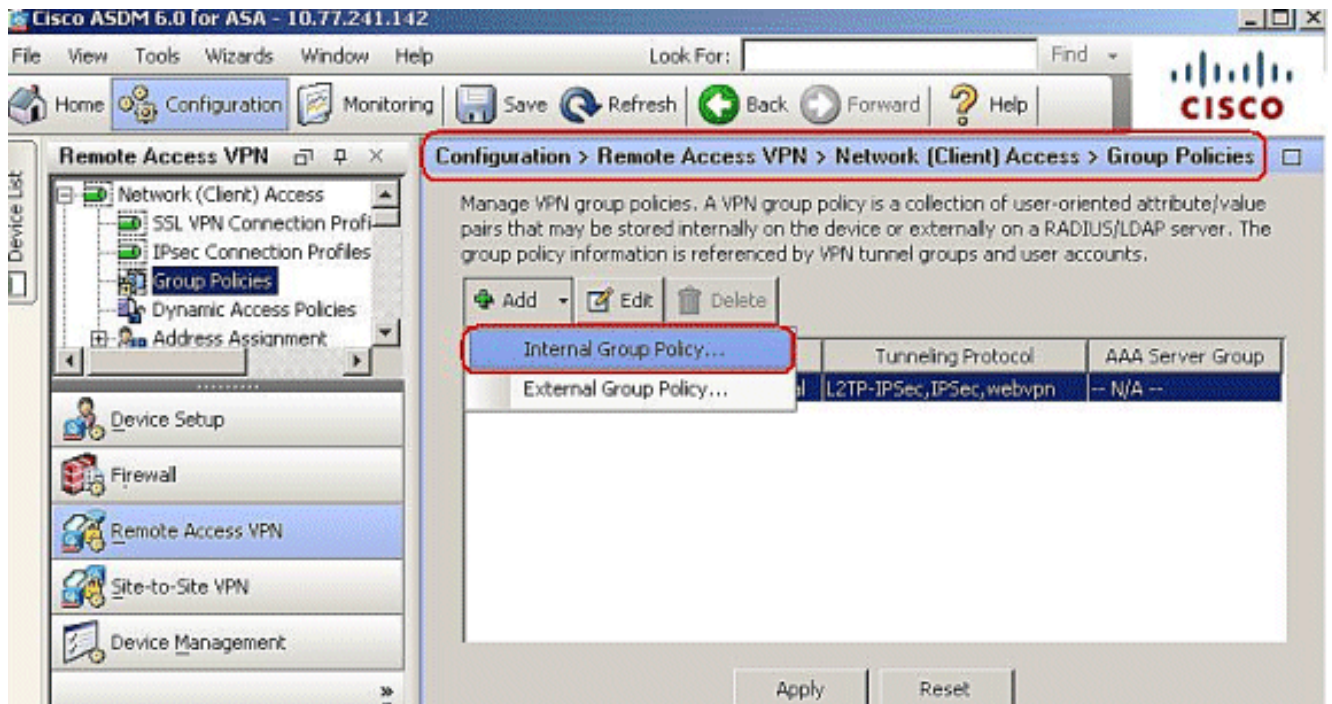 Cisco ASDM 6.0 for ASA - 10.77.241.142
File View Tools Wizards Window Help Look For: Find
Home Configuration Monitoring Save Refresh Back Forward Help
CISCO
Device List
Remote Access VPN
Network (Client) Access
SSL VPN Connection Profi
IPsec Connection Profiles
Group Policies
Dynamic Access Policies
Address Assignment
Device Setup
Firewall
Remote Access VPN
Site-to-Site VPN
Device Management
Configuration > Remote Access VPN > Network (Client) Access > Group Policies
Manage VPN group policies. A VPN group policy is a collection of user-oriented attribute/value
pairs that may be stored internally on the device or externally on a RADIUS/LDAP server. The
group policy information is referenced by VPN tunnel groups and user accounts.
Add Edit Delete
Internal Group Policy... Tunneling Protocol AAA Server Group
External Group Policy... L2TP-IPSec,IPSec,webvpn -- N/A --
Apply Reset